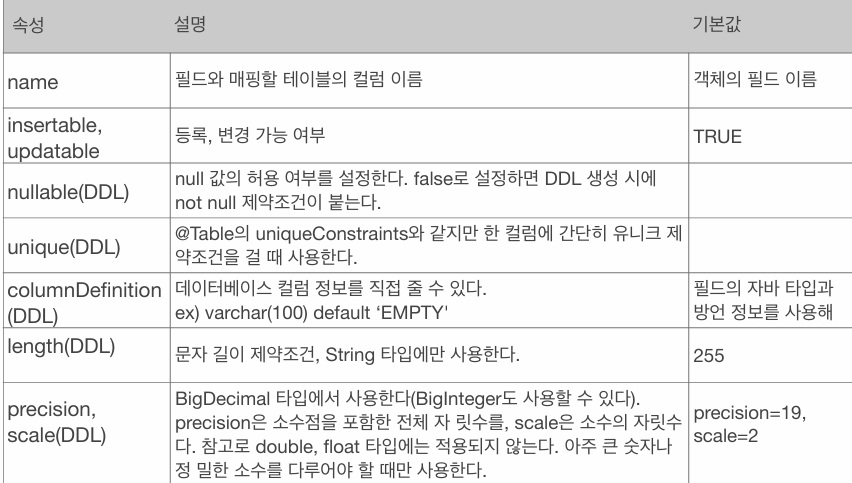 속성 설명 기본값
name 필드와 매핑할 테이블의 컬럼 이름 객체의 필드 이름
insertable,
updatable 등록, 변경 가능 여부 TRUE
nullable(DDL) null 값의 허용 여부를 설정한다. false로 설정하면 DDL 생성 시에
not null 제약조건이 붙는다.
unique(DDL) @Table의 uniqueConstraints와 같지만 한 컬럼에 간단히 유니크 제
약조건을 걸 때 사용한다.
columnDefinition
(DDL) 데이터베이스 컬럼 정보를 직접 줄 수 있다.
ex) varchar(100) default ‘EMPTY' 필드의 자바 타입과
방언 정보를 사용해
length(DDL) 문자 길이 제약조건, String 타입에만 사용한다. 255
precision,
scale(DDL) BigDecimal 타입에서 사용한다(BigInteger도 사용할 수 있다).
precision은 소수점을 포함한 전체 자 릿수를, scale은 소수의 자릿수
다. 참고로 double, float 타입에는 적용되지 않는다. 아주 큰 숫자나
정 밀한 소수를 다루어야 할 때만 사용한다. precision=19,
scale=2